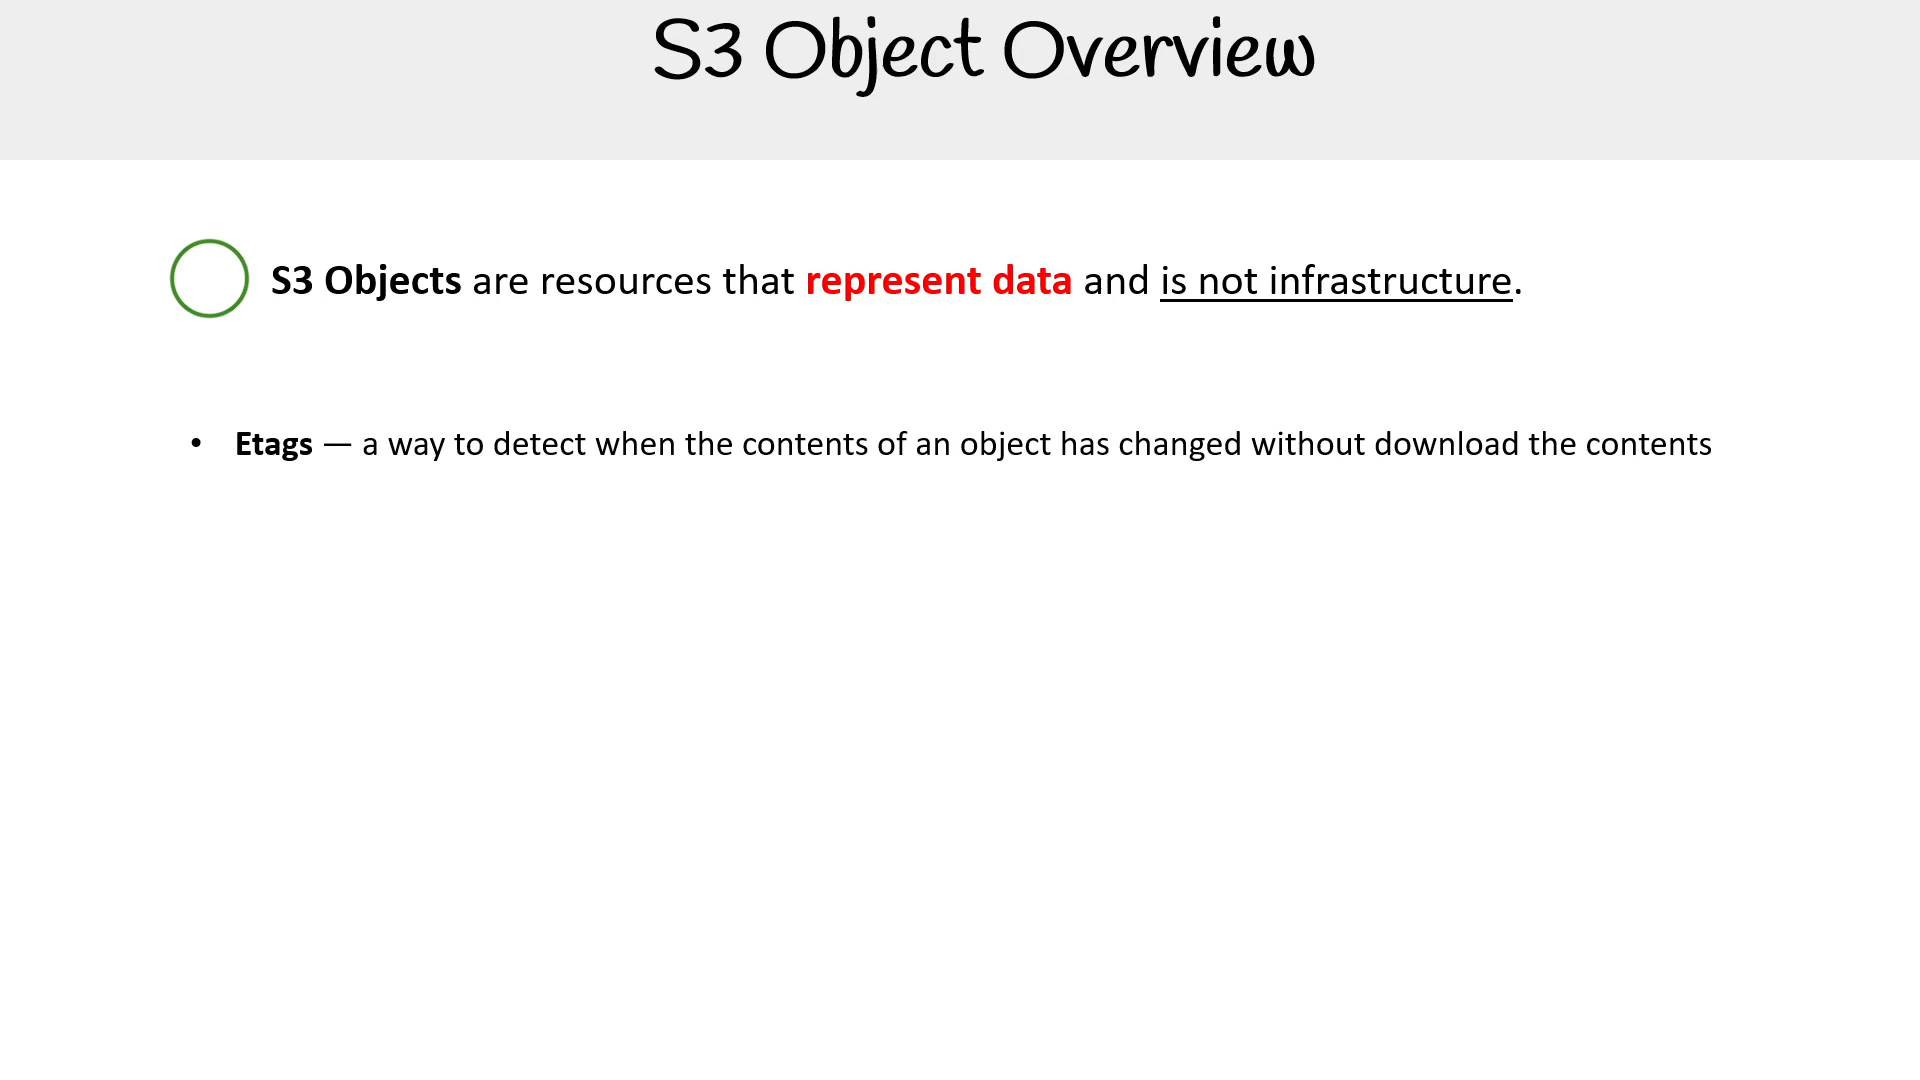 S3 Object Overview
S3 Objects are resources that represent data and is not infrastructure.
• Etags — a way to detect when the contents of an object has changed without download the contents